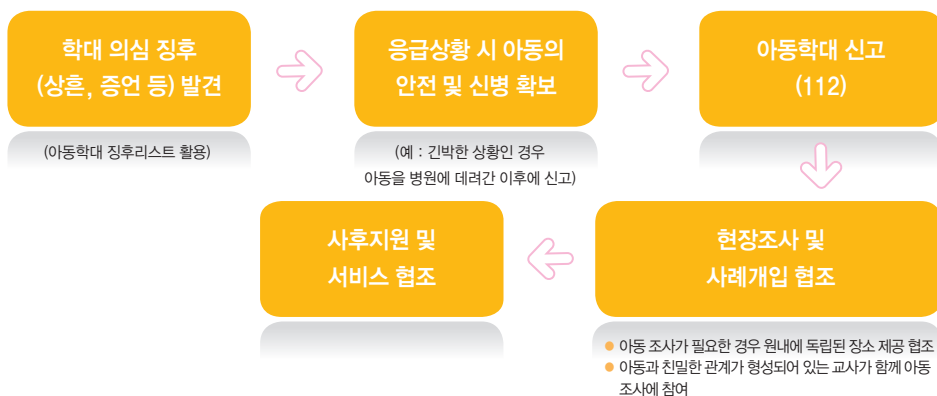 학대 의심 징후
(상흔, 증언 등) 발견
(아동학대 징후리스트 활용)
응급상황 시 아동의
안전 및 신병 확보
(예 : 긴박한 상황인 경우
아동을 병원에 데려간 이후에 신고)
아동학대 신고
(112)
현장조사 및
사례개입 협조
● 아동 조사가 필요한 경우 원내에 독립된 장소 제공 협조
● 아동과 친밀한 관계가 형성되어 있는 교사가 함께 아동
조사에 참여
사후지원 및
서비스 협조